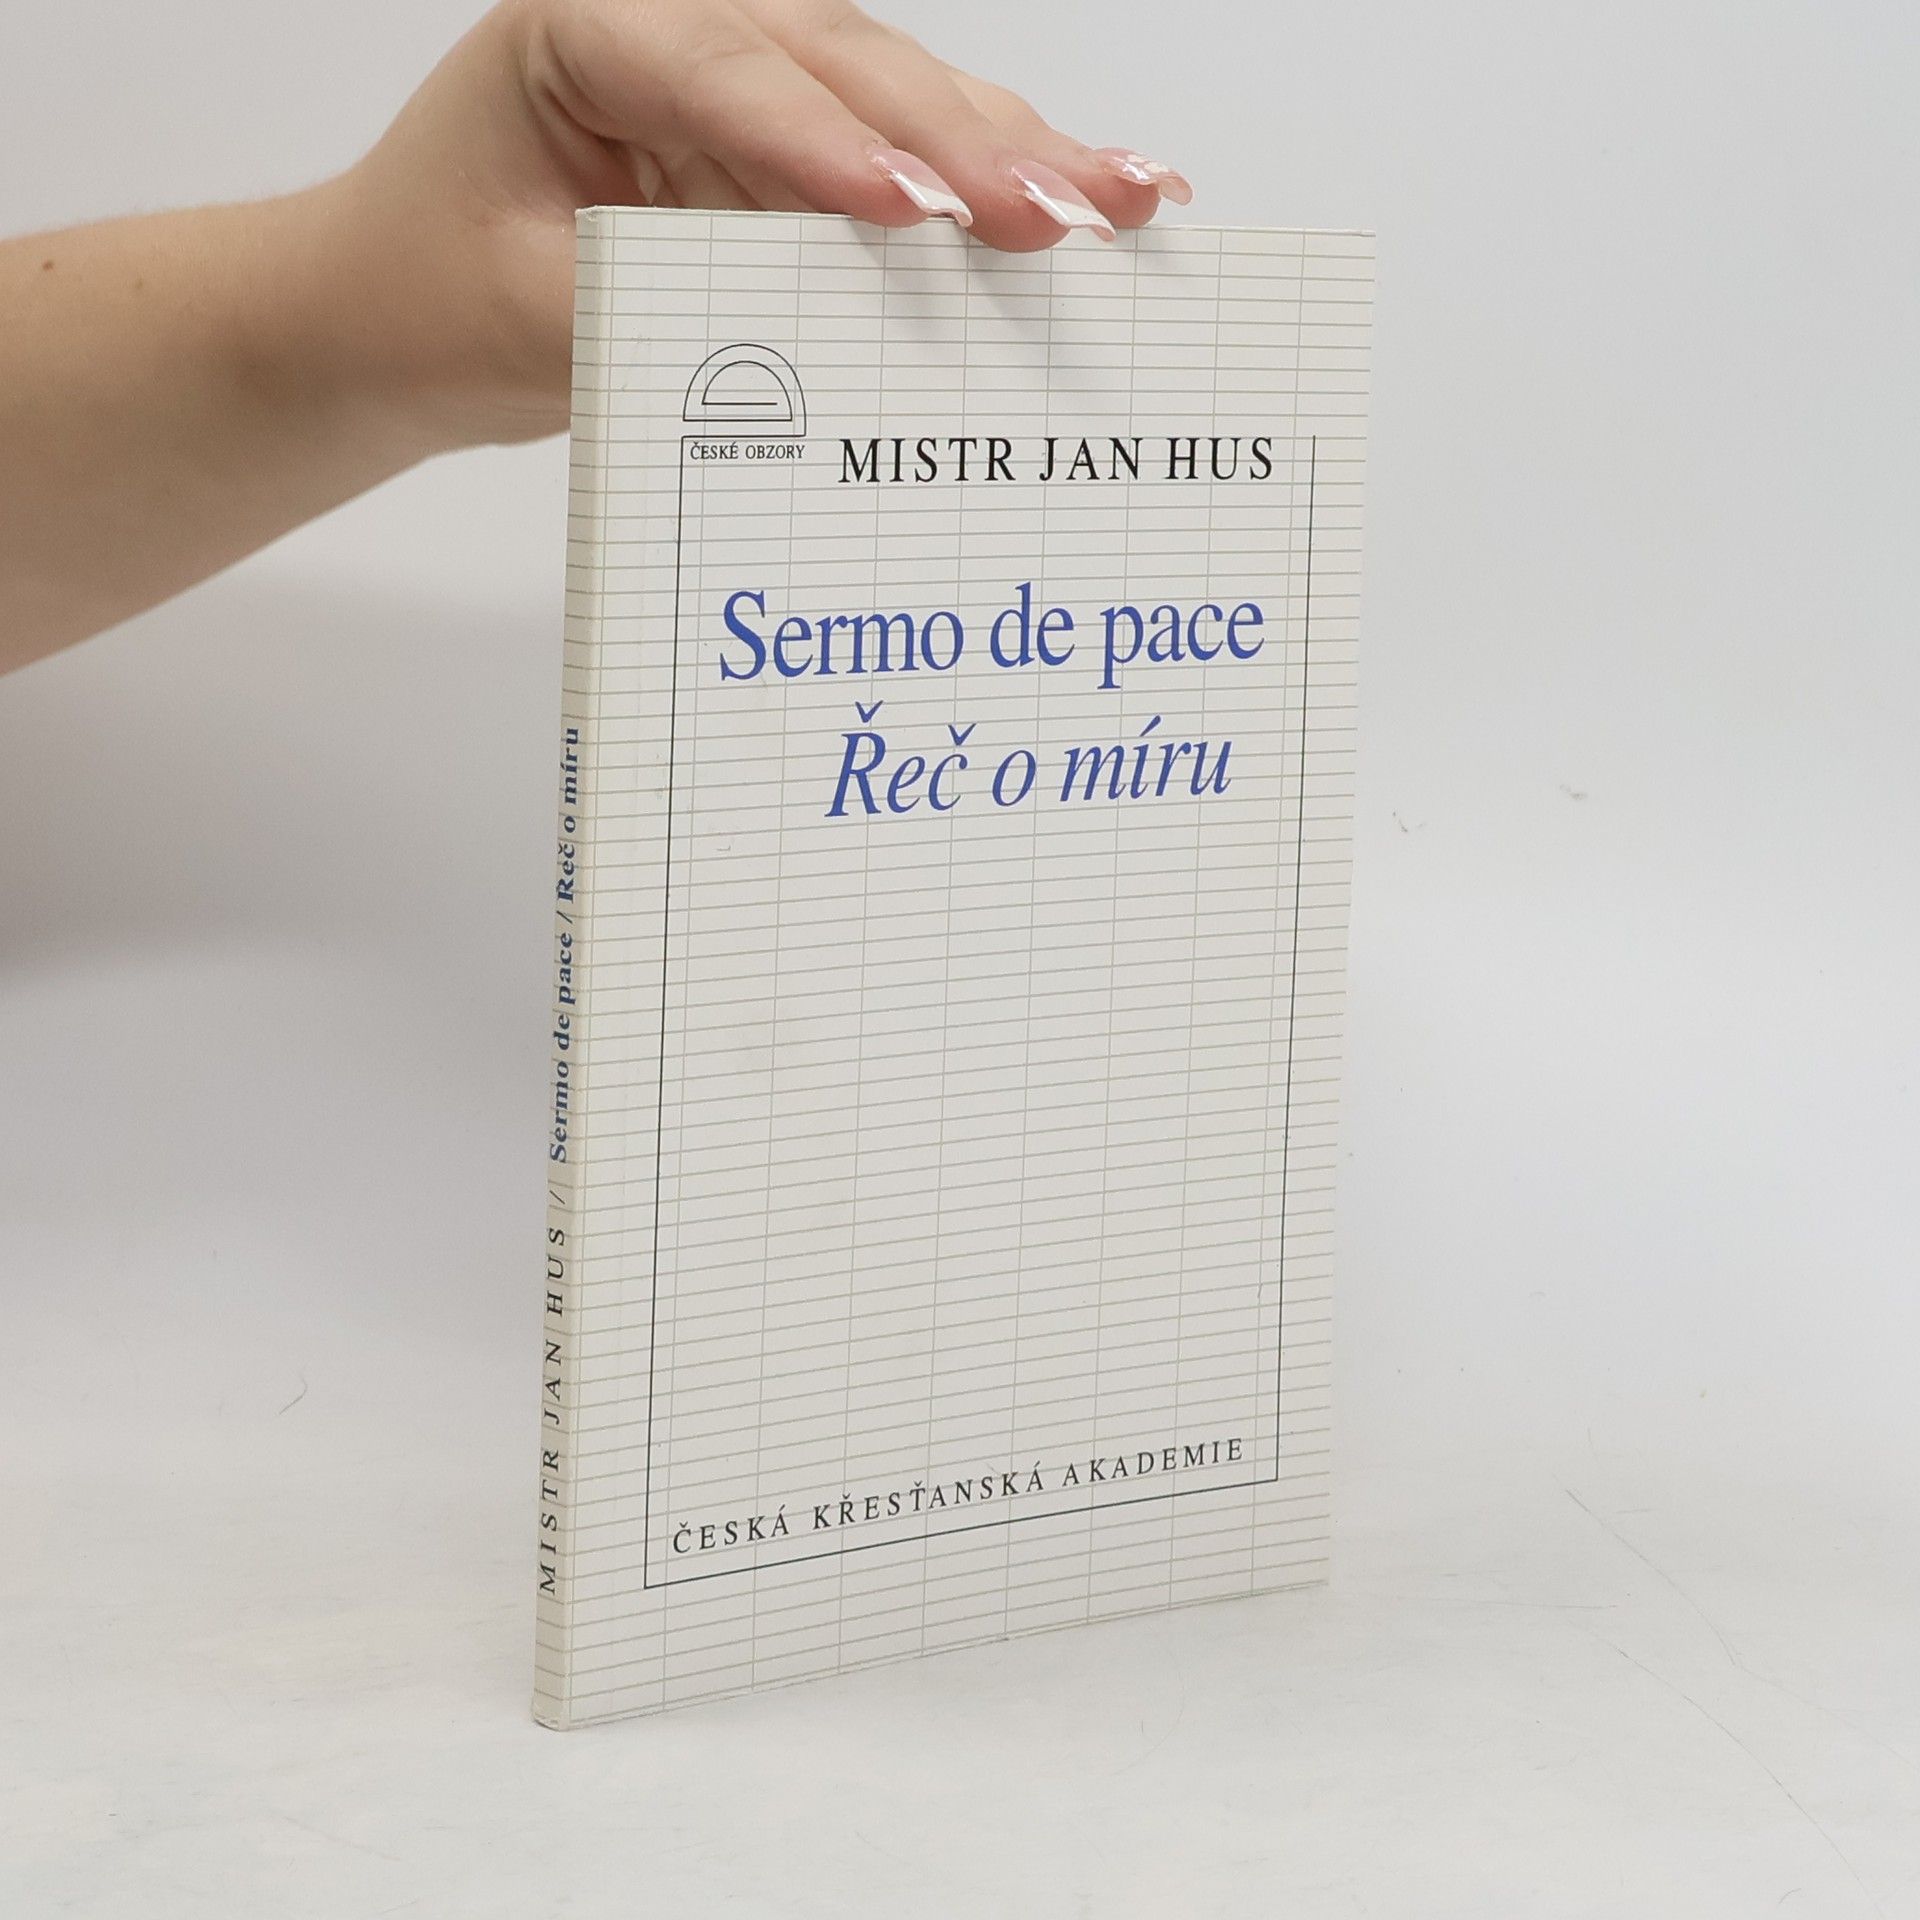 ČESKÉ OBZORY
MISTR JAN HUS
Sermo de pace
Řeč o míru
ČESKÁ KŘESŤANSKÁ AKADEMIE
MISTR JAN HUS / Sermo de pace / Řeč o míru